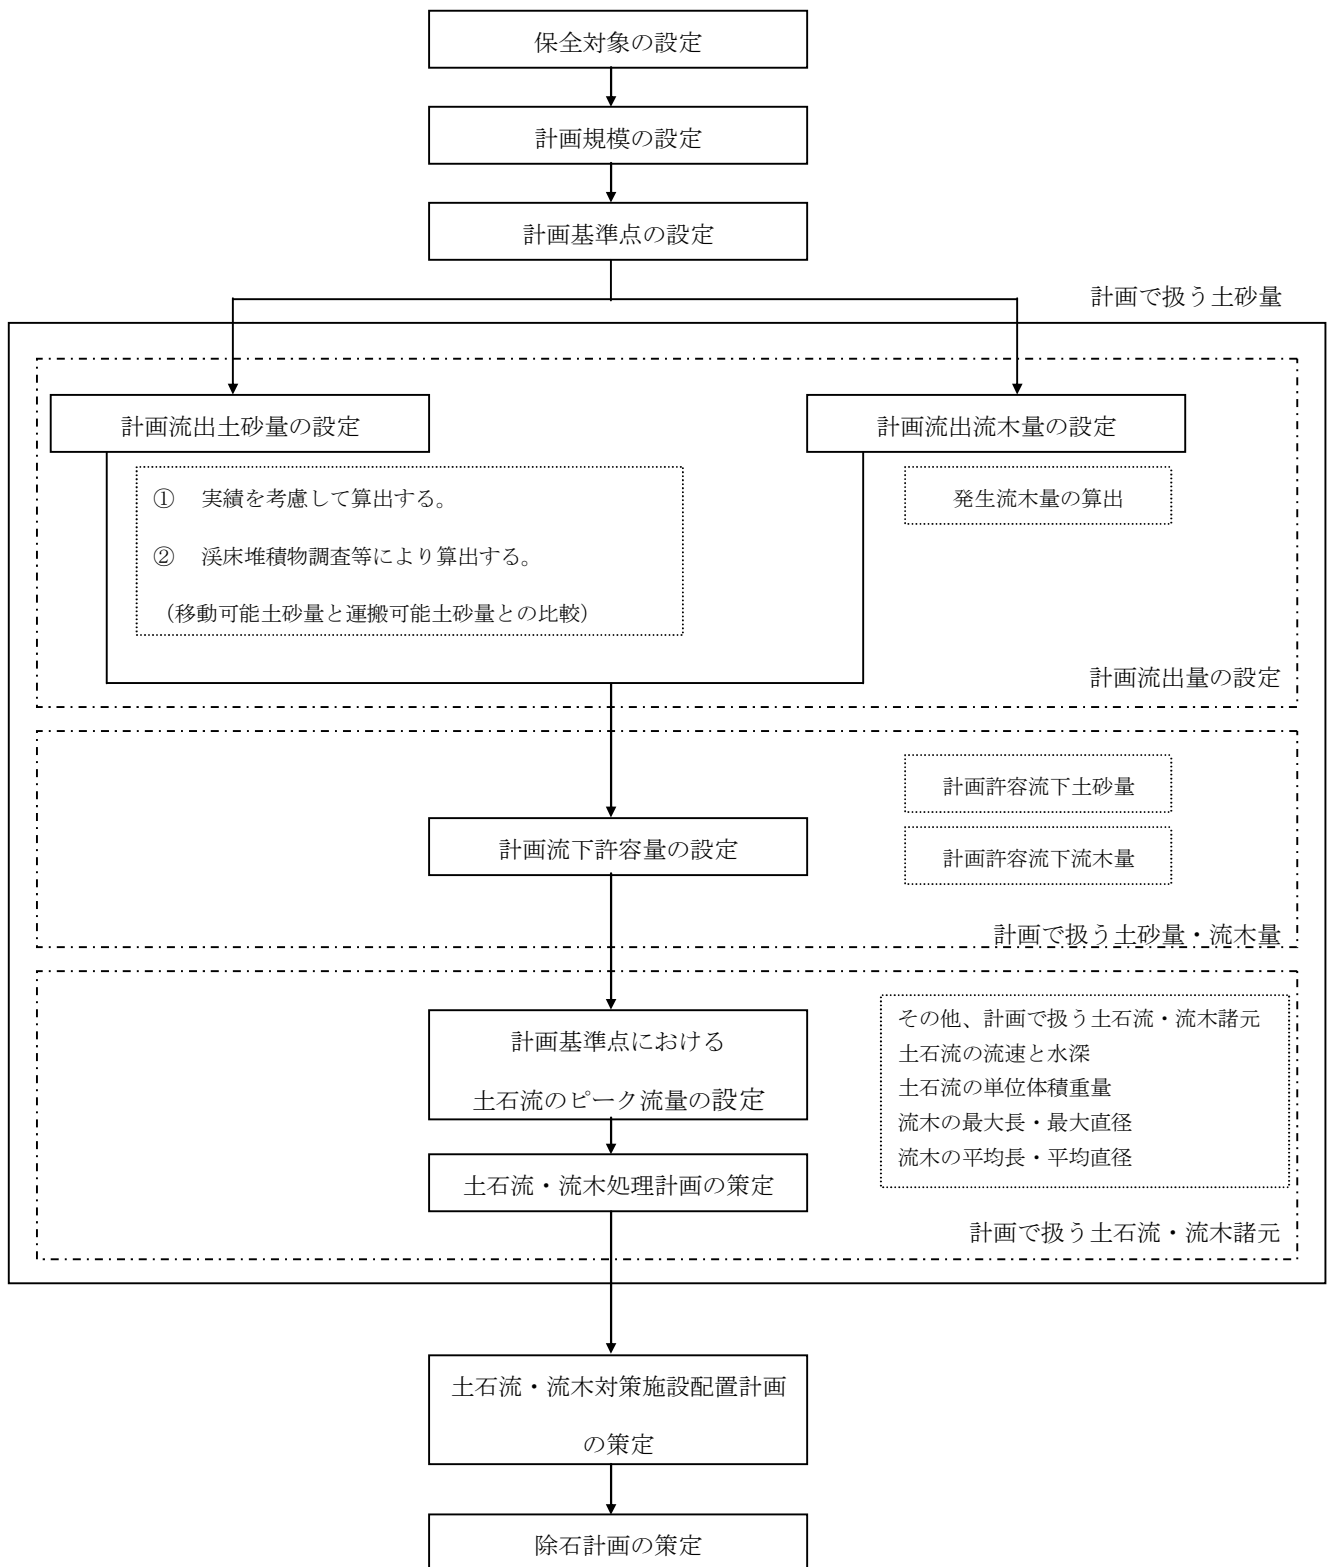 保全対象の設定
計画規模の設定
計画基準点の設定
計画で扱う土砂量
計画流出土砂量の設定
計画流出流木量の設定
① 実績を考慮して算出する。
② 渓床堆積物調査等により算出する。
（移動可能土砂量と運搬可能土砂量との比較）
発生流木量の算出
計画流出量の設定
計画許容流下土砂量
計画流下許容量の設定
計画許容流下流木量
計画で扱う土砂量・流木量
計画基準点における
土石流のピーク流量の設定
その他、計画で扱う土石流・流木諸元
土石流の流速と水深
土石流の単位体積重量
流木の最大長・最大直径
流木の平均長・平均直径
土石流・流木処理計画の策定
計画で扱う土石流・流木諸元
土石流・流木対策施設配置計画
の策定
除石計画の策定